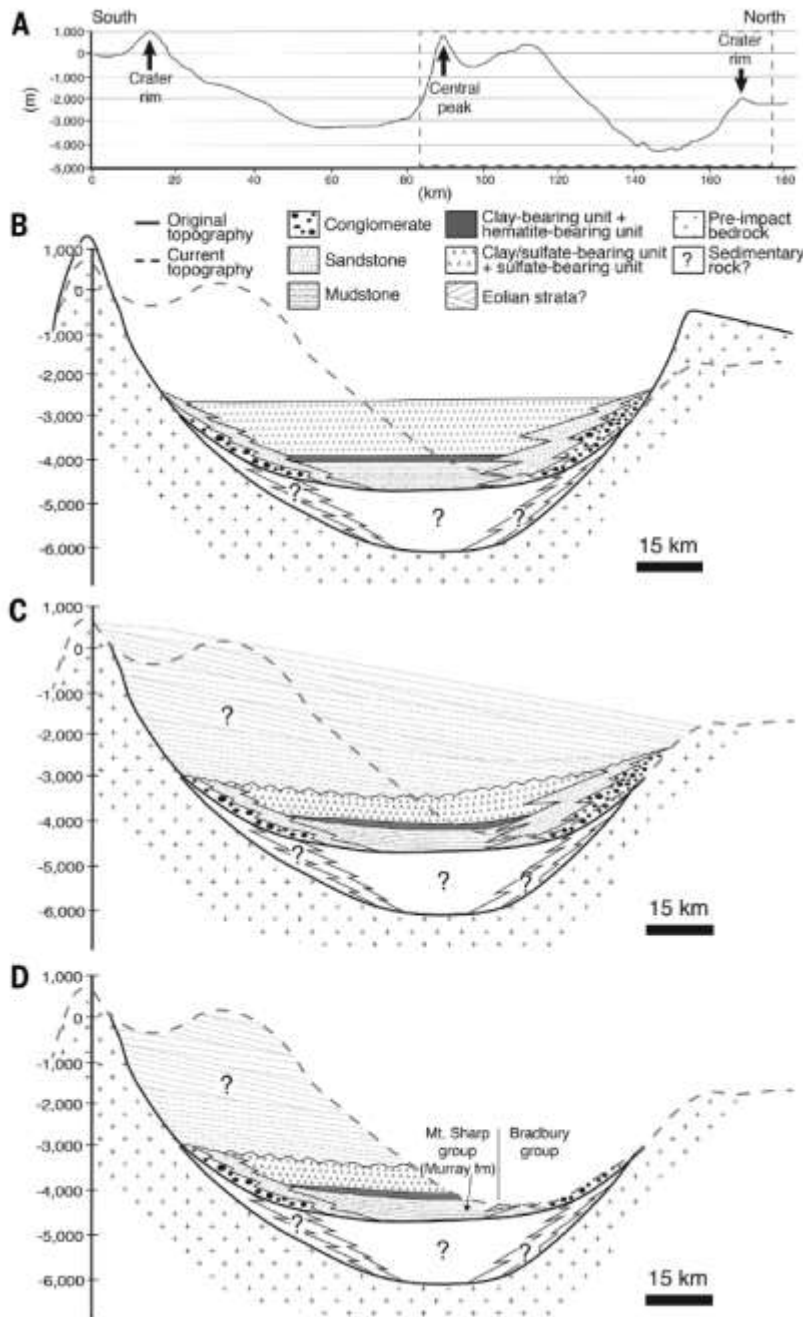 A
South
North
1,000
0
-1,000
-2,000
-3,000
-4,000
-5,000
(m)
Crater
rim
Central
peak
Crater
rim
0 20 40 60 80 100 120 140 160 180
(km)
B
Original
topography
Current
topography
Conglomerate
Sandstone
Mudstone
Clay-bearing unit +
hematite-bearing unit
Clay/sulfate-bearing unit
+ sulfate-bearing unit
Eolian strata?
Pre-impact
bedrock
? Sedimentary
rock?
1,000
0
-1,000
-2,000
-3,000
-4,000
-5,000
-6,000
? ? ?
15 km
C
1,000
0
-1,000
-2,000
-3,000
-4,000
-5,000
-6,000
?
? ? ?
15 km
D
1,000
0
-1,000
-2,000
-3,000
-4,000
-5,000
-6,000
?
Mt. Sharp
group
(Murray fm)
Bradbury
group
? ? ?
15 km